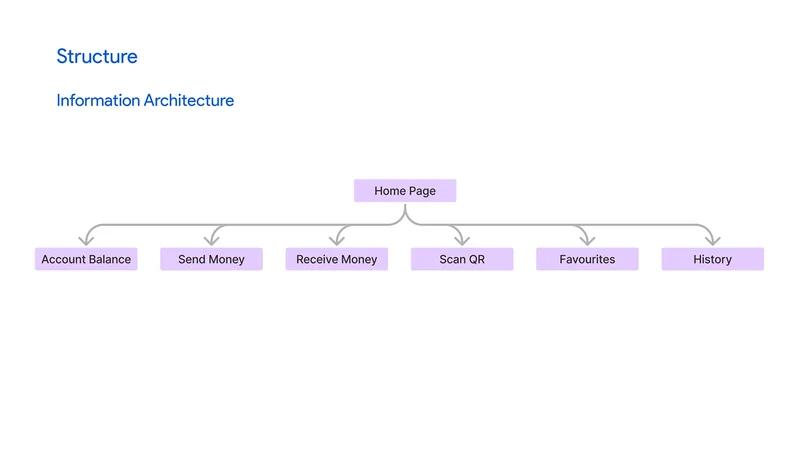 Structure
Information Architecture
Home Page
Account Balance
Send Money
Receive Money
Scan QR
Favourites
History